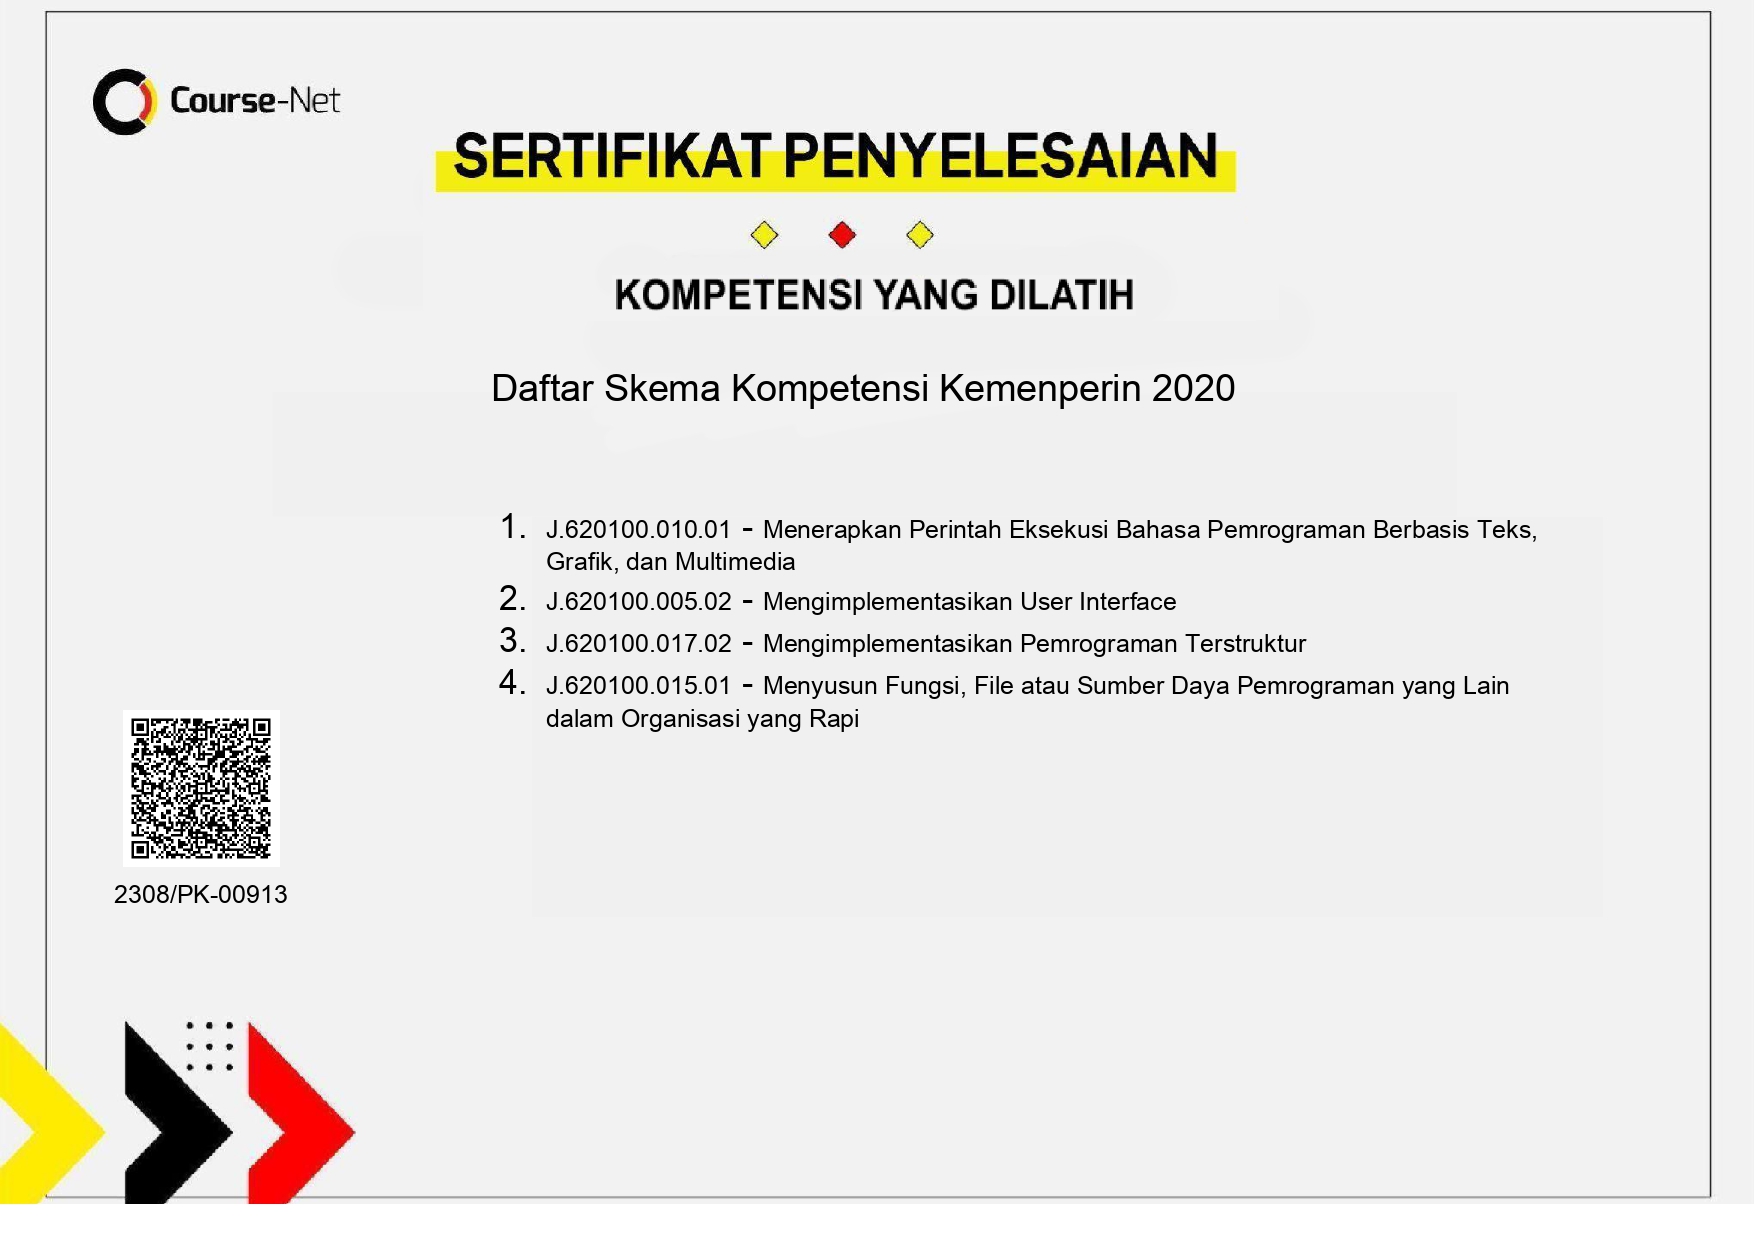 Course-Net
SERTIFIKAT PENYELESAIAN
KOMPETENSI YANG DILATIH
Daftar Skema Kompetensi Kemenperin 2020
1. J.620100.010.01 - Menerapkan Perintah Eksekusi Bahasa Pemrograman Berbasis Teks,
Grafik, dan Multimedia
2. J.620100.005.02 - Mengimplementasikan User Interface
3. J.620100.017.02 - Mengimplementasikan Pemrograman Terstruktur
4. J.620100.015.01 - Menyusun Fungsi, File atau Sumber Daya Pemrograman yang Lain
dalam Organisasi yang Rapi
2308/PK-00913